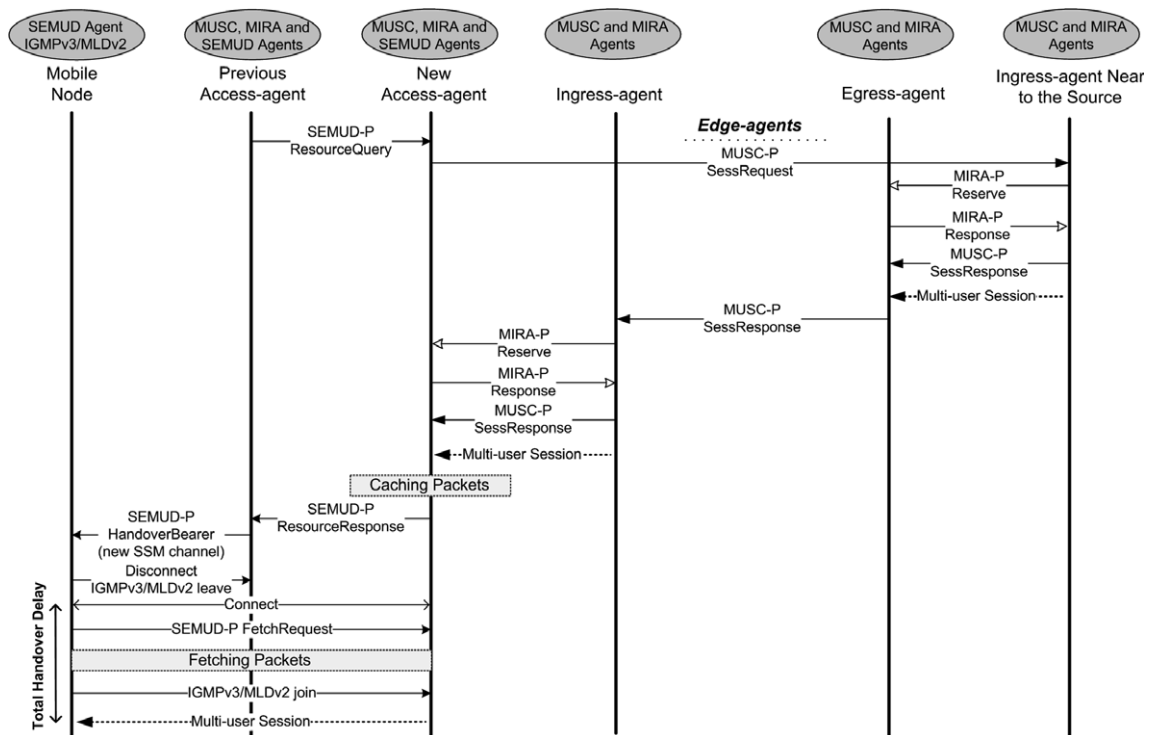 SEMUD Agent
IGMPv3/MLDv2
MUSC, MIRA and
SEMUD Agents
MUSC, MIRA and
SEMUD Agents
MUSC and MIRA
Agents
MUSC and MIRA
Agents
MUSC and MIRA
Agents
Mobile
Node
Previous
Access-agent
New
Access-agent
Ingress-agent
Egress-agent
Ingress-agent Near
to the Source
Edge-agents
SEMUD-P
ResourceQuery
MUSC-P
SessRequest
MIRA-P
Reserve
MIRA-P
Response
MUSC-P
SessResponse
Multi-user Session
MUSC-P
SessResponse
MIRA-P
Reserve
MIRA-P
Response
MUSC-P
SessResponse
Multi-user Session
Caching Packets
SEMUD-P
ResourceResponse
SEMUD-P
HandoverBearer
(new SSM channel)
Disconnect
IGMPv3/MLDv2 leave
Connect
SEMUD-P FetchRequest
Fetching Packets
IGMPv3/MLDv2 join
Multi-user Session
Total Handover Delay